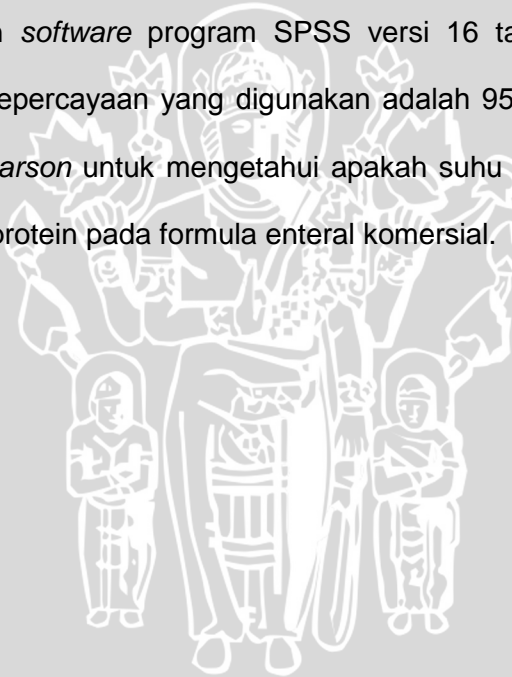 software program SPSS versi 16
epercayaan yang digunakan adalah 95
arson untuk mengetahui apakah suhu
protein pada formula enteral komersial.